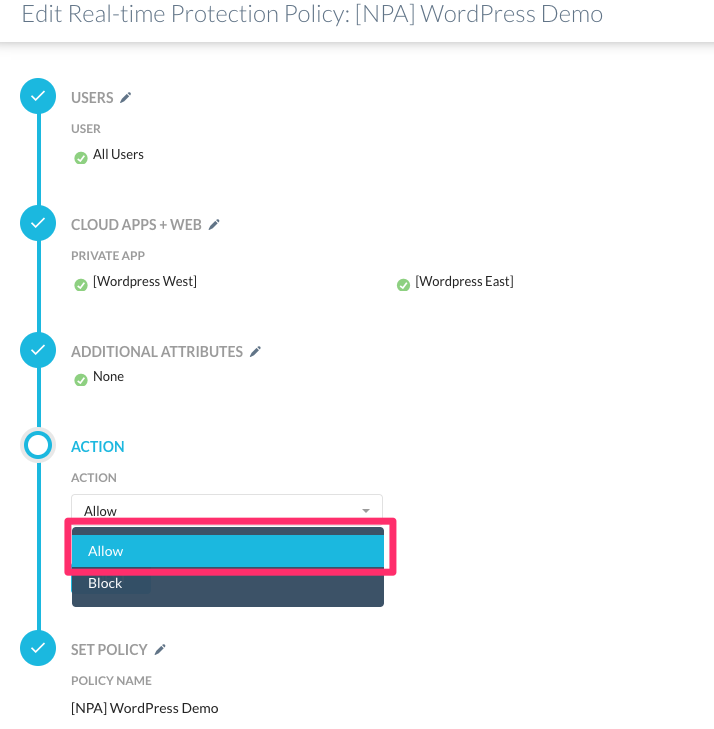 Edit Real-time Protection Policy: [NPA] WordPress Demo
USERS
USER
All Users
CLOUD APPS + WEB
PRIVATE APP
[Wordpress West] [Wordpress East]
ADDITIONAL ATTRIBUTES
None
ACTION
ACTION
Allow
Allow
Block
SET POLICY
POLICY NAME
[NPA] WordPress Demo